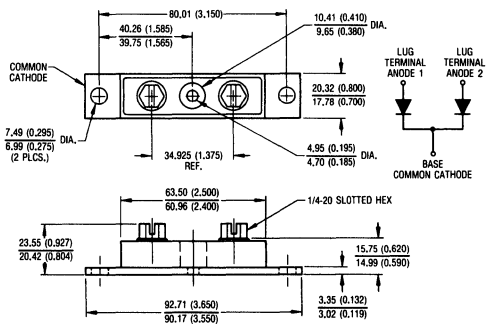 80.01 (3.150)
40.26 (1.585)
39.75 (1.565)
10.41 (0.410)
9.65 (0.380) DIA.
COMMON
CATHODE
20.32 (0.800)
17.78 (0.700)
7.49 (0.295)
6.99 (0.275) DIA.
(2 PLCS.)
34.925 (1.375)
REF.
4.95 (0.195)
4.70 (0.185) DIA.
LUG
TERMINAL
ANODE 1
LUG
TERMINAL
ANODE 2
BASE
COMMON CATHODE
63.50 (2.500)
60.96 (2.400)
1/4-20 SLOTTED HEX
23.55 (0.927)
20.42 (0.804)
15.75 (0.620)
14.99 (0.590)
92.71 (3.650)
90.17 (3.550)
3.35 (0.132)
3.02 (0.119)